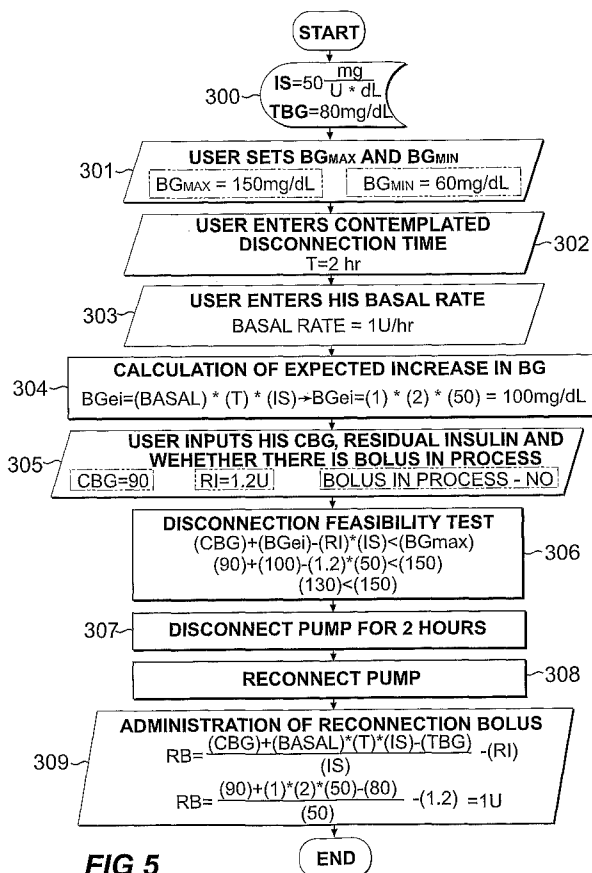 START
300
IS=50 mg / U * dL
TBG=80mg/dL
301
USER SETS BGMAX AND BGMIN
BGMAX = 150mg/dL BGMIN = 60mg/dL
USER ENTERS CONTEMPLATED
DISCONNECTION TIME
T=2 hr
302
303
USER ENTERS HIS BASAL RATE
BASAL RATE = 1U/hr
304
CALCULATION OF EXPECTED INCREASE IN BG
BGei=(BASAL) * (T) * (IS)→BGei=(1) * (2) * (50) = 100mg/dL
305
USER INPUTS HIS CBG, RESIDUAL INSULIN AND
WEHETHER THERE IS BOLUS IN PROCESS
CBG=90 RI=1.2U BOLUS IN PROCESS - NO
DISCONNECTION FEASIBILITY TEST
(CBG)+(BGei)-(RI)*(IS)<(BGmax)
(90)+(100)-(1.2)*(50)<(150)
(130)<(150)
306
307
DISCONNECT PUMP FOR 2 HOURS
RECONNECT PUMP
308
309
ADMINISTRATION OF RECONNECTION BOLUS
RB= (CBG)+(BASAL)*(T)*(IS)-(TBG) / (IS) -(RI)
RB= (90)+(1)*(2)*(50)-(80) / (50) -(1.2) =1U
END
FIG 5